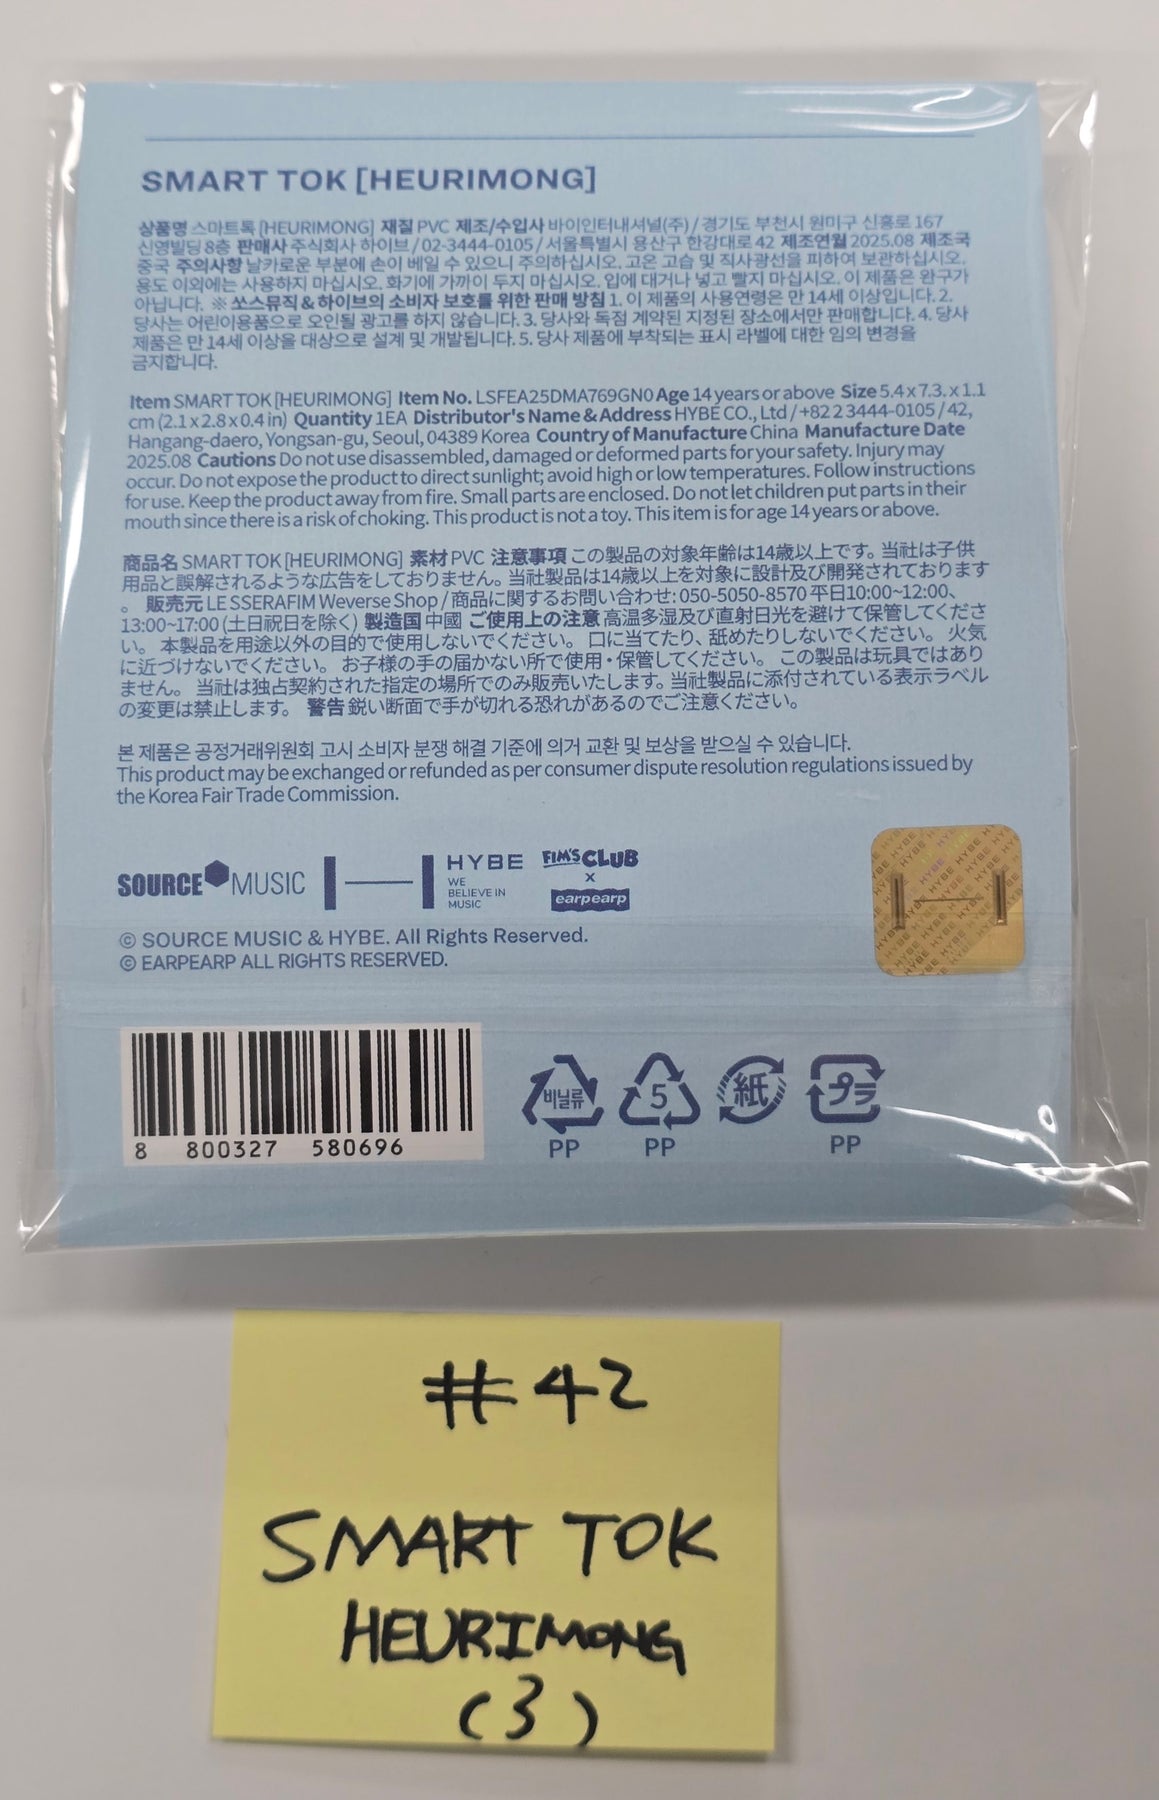 SMART TOK [HEURIMONG]
상품명 스마트톡 [HEURIMONG] 재질 PVC 제조/수입사 바이인터내셔널(주) / 경기도 부천시 원미구 신흥로 167
신영빌딩 8층 판매사 주식회사 하이브 / 02-3444-0105 / 서울특별시 용산구 한강대로 42 제조연월 2025.08 제조국
중국 주의사항 날카로운 부분에 손이 베일 수 있으니 주의하십시오. 고온 고습 및 직사광선을 피하여 보관하십시오.
용도 이외에는 사용하지 마십시오. 화기에 가까이 두지 마십시오. 입에 대거나 넣고 빨지 마십시오. 이 제품은 완구가
아닙니다. ※ 쏘스뮤직 & 하이브의 소비자 보호를 위한 판매 방침 1. 이 제품의 사용연령은 만 14세 이상입니다. 2.
당사는 어린이용품으로 오인될 광고를 하지 않습니다. 3. 당사와 독점 계약된 지정된 장소에서만 판매합니다. 4. 당사
제품은 만 14세 이상을 대상으로 설계 및 개발됩니다. 5. 당사 제품에 부착되는 표시 라벨에 대한 임의 변경을
금지합니다.
Item SMART TOK [HEURIMONG] Item No. LSFEA25DMA769GN0 Age 14 years or above Size 5.4 x 7.3. x 1.1
cm (2.1 x 2.8 x 0.4 in) Quantity 1EA Distributor's Name & Address HYBE CO., Ltd / +82 2 3444-0105 / 42,
Hangang-daero, Yongsan-gu, Seoul, 04389 Korea Country of Manufacture China Manufacture Date
2025.08 Cautions Do not use disassembled, damaged or deformed parts for your safety. Injury may
occur. Do not expose the product to direct sunlight; avoid high or low temperatures. Follow instructions
for use. Keep the product away from fire. Small parts are enclosed. Do not let children put parts in their
mouth since there is a risk of choking. This product is not a toy. This item is for age 14 years or above.
商品名 SMART TOK [HEURIMONG] 素材 PVC 注意事項 この製品の対象年齢は14歳以上です。当社は子供
用品と誤解されるような広告をしておりません。当社製品は14歳以上を対象に設計及び開発されております
。 販売元 LE SSERAFIM Weverse Shop / 商品に関するお問い合わせ: 050-5050-8570 平日10:00~12:00、
13:00~17:00 (土日祝日を除く) 製造国 中國 ご使用上の注意 高温多湿及び直射日光を避けて保管してくださ
い。 本製品を用途以外の目的で使用しないでください。 口に当てたり、舐めたりしないでください。 火気
に近づけないでください。 お子様の手の届かない所で使用・保管してください。 この製品は玩具ではあり
ません。 当社は独占契約された指定の場所でのみ販売いたします。当社製品に添付されている表示ラベル
の変更は禁止します。 警告 鋭い断面で手が切れる恐れがあるのでご注意ください。
본 제품은 공정거래위원회 고시 소비자 분쟁 해결 기준에 의거 교환 및 보상을 받으실 수 있습니다.
This product may be exchanged or refunded as per consumer dispute resolution regulations issued by
the Korea Fair Trade Commission.
SOURCE MUSIC
HYBE
WE
BELIEVE IN
MUSIC
FIM'S CLUB
x
earpearp
© SOURCE MUSIC & HYBE. All Rights Reserved.
© EARPEARP ALL RIGHTS RESERVED.
8 800327 580696
비닐류
PP
5
PP
紙
プラ
PP
#42
SMART TOK
HEURIMONG
(3)